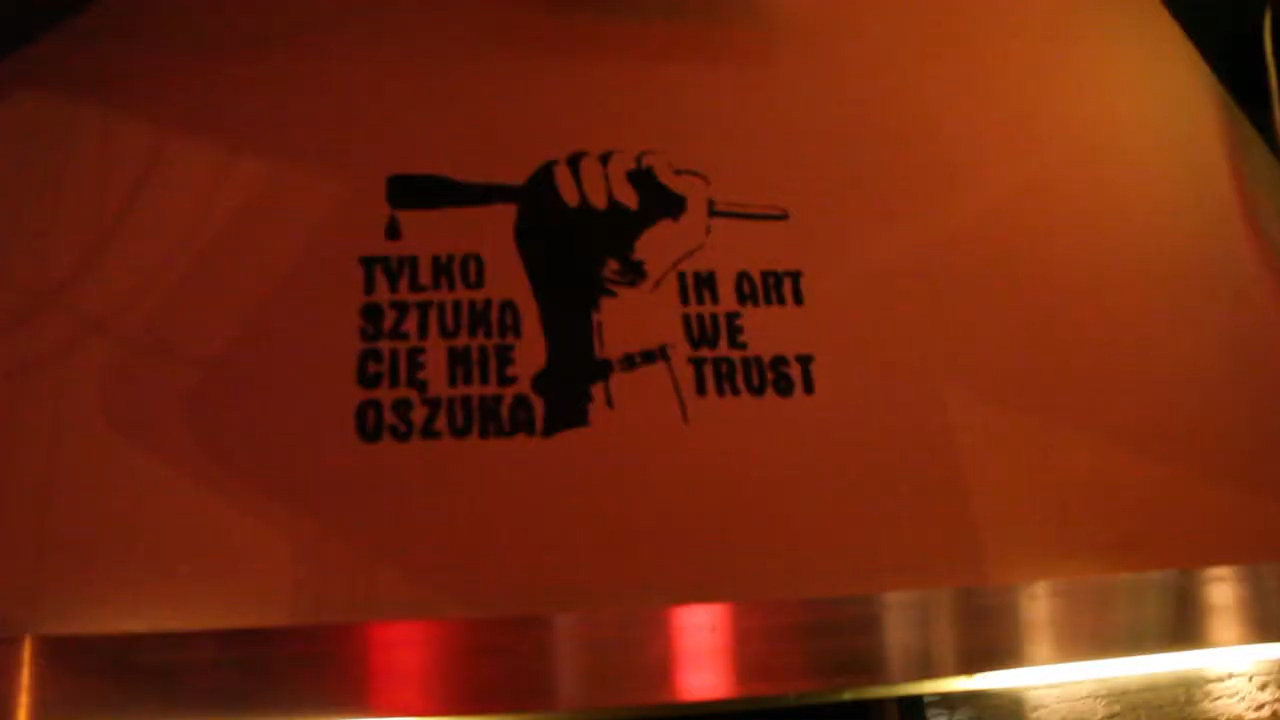 TYLKO
SZTUKA
CIĘ NIE
OSZUKA
IN ART
WE
TRUST